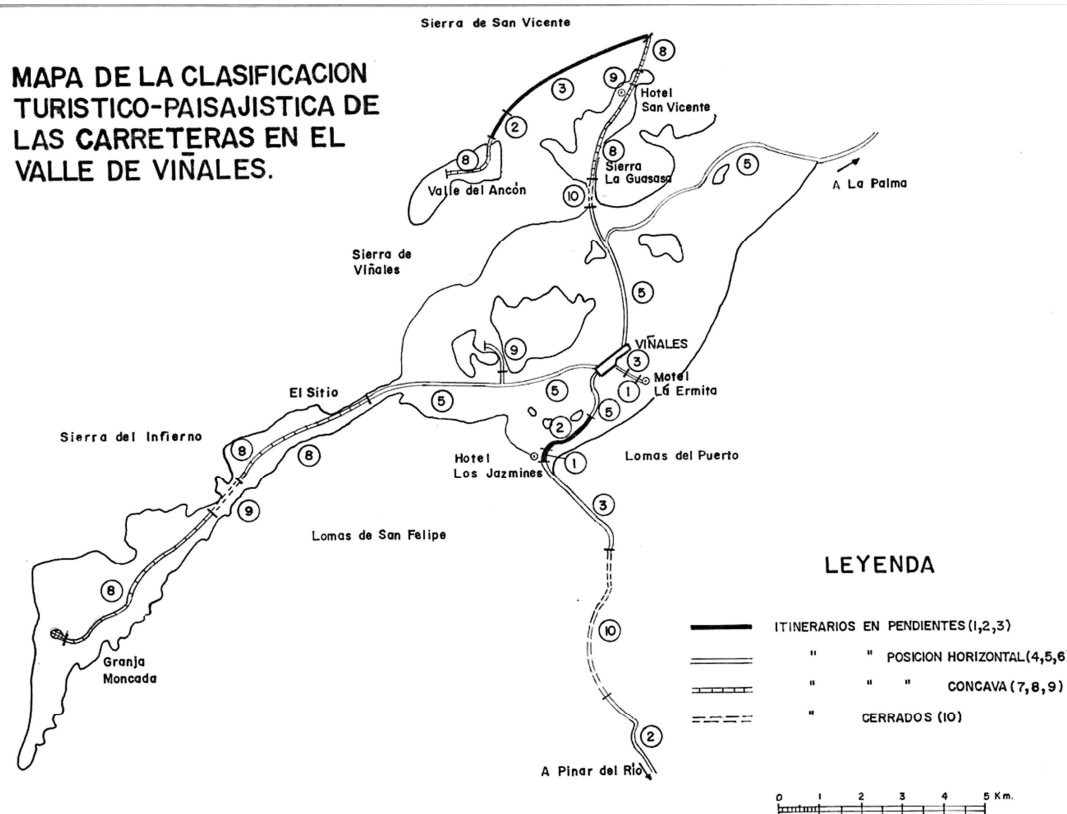 Sierra de San Vicente
MAPA DE LA CLASIFICACION
TURISTICO-PAISAJISTICA DE
LAS CARRETERAS EN EL
VALLE DE VIÑALES.
8
9
3
Hotel
San Vicente
2
8
8
5
Sierra
La Guasasa
A La Palma
Valle del Ancón
10
Sierra de
Viñales
5
VIÑALES
9
3
Motel
La Ermita
1
El Sitio
5
5
5
2
Sierra del Infierno
8
8
Hotel
Los Jazmines
1
Lomas del Puerto
9
3
Lomas de San Felipe
8
10
Granja
Moncada
2
A Pinar del Río
LEYENDA
ITINERARIOS EN PENDIENTES (1,2,3)
" " POSICION HORIZONTAL (4,5,6
" " " CONCAVA (7,8,9)
" CERRADOS (10)
0 1 2 3 4 5 Km.